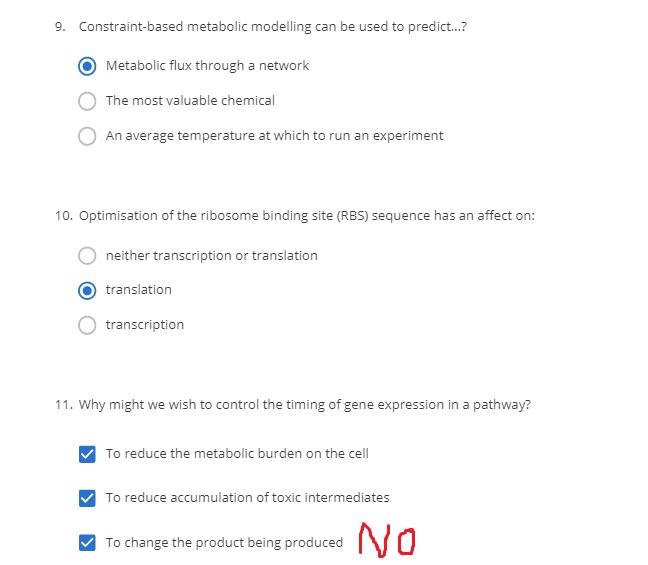 9. Constraint-based metabolic modelling can be used to predict...?
Metabolic flux through a network
The most valuable chemical
An average temperature at which to run an experiment
10. Optimisation of the ribosome binding site (RBS) sequence has an affect on:
neither transcription or translation
translation
transcription
11. Why might we wish to control the timing of gene expression in a pathway?
To reduce the metabolic burden on the cell
To reduce accumulation of toxic intermediates
To change the product being produced NO